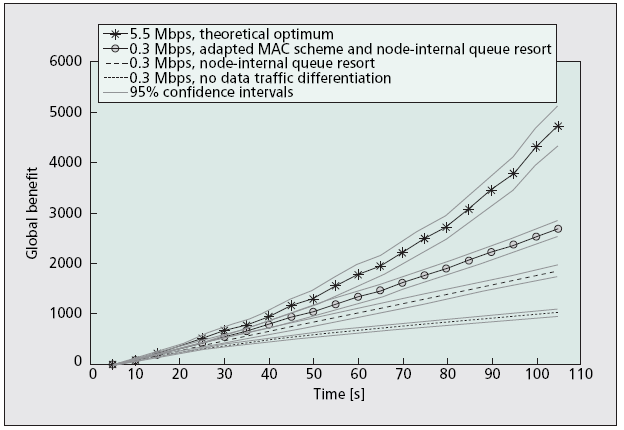 5.5 Mbps, theoretical optimum
0.3 Mbps, adapted MAC scheme and node-internal queue resort
0.3 Mbps, node-internal queue resort
0.3 Mbps, no data traffic differentiation
95% confidence intervals
6000
5000
4000
3000
2000
1000
0
Global benefit
0 10 20 30 40 50 60 70 80 90 100 110
Time [s]